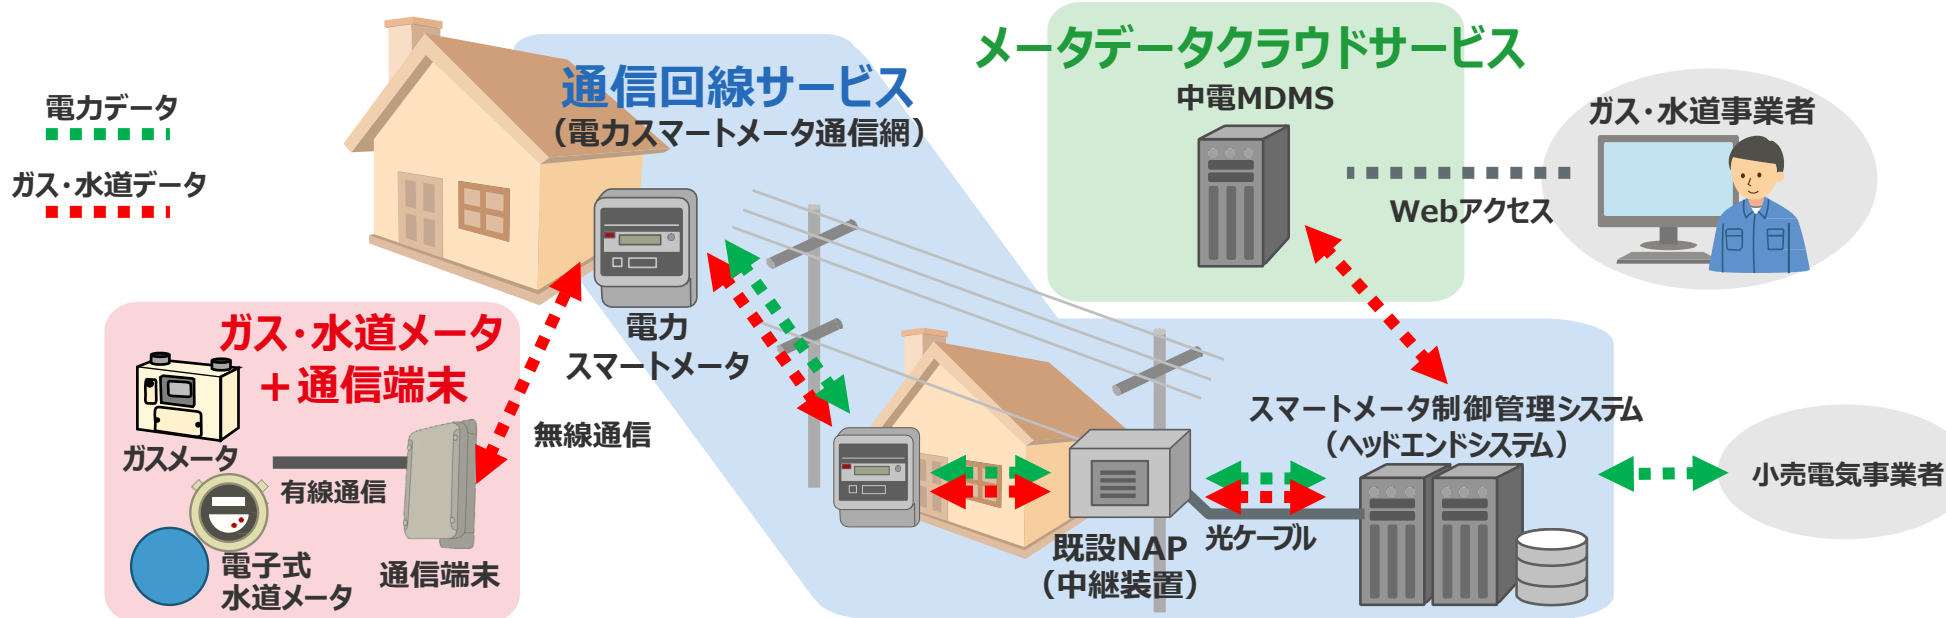 電力データ
ガス・水道データ
通信回線サービス
（電力スマートメータ通信網）
メータデータクラウドサービス
中電MDMS
ガス・水道事業者
Webアクセス
ガス・水道メータ
＋通信端末
ガスメータ
有線通信
電子式
水道メータ
通信端末
無線通信
電力
スマートメータ
既設NAP
（中継装置）
光ケーブル
スマートメータ制御管理システム
（ヘッドエンドシステム）
小売電気事業者